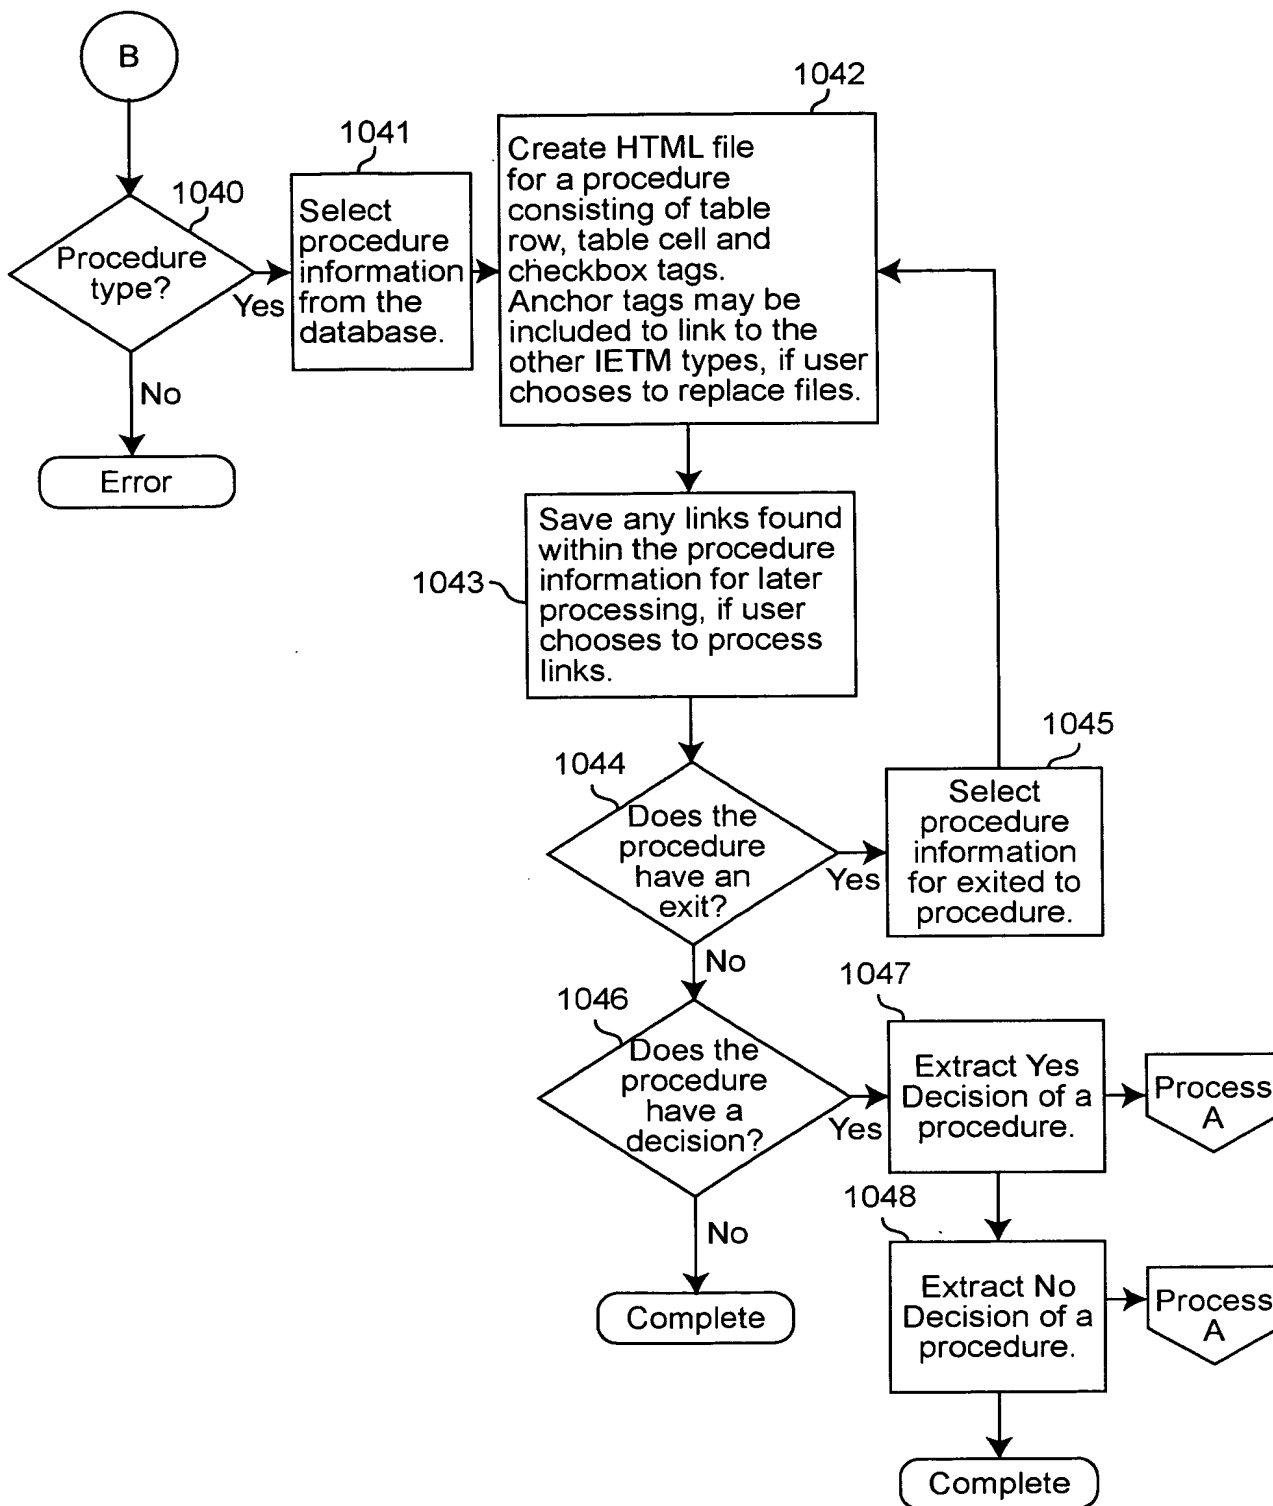 B
1040
Procedure
type?
Yes
No
Error
1041
Select
procedure
information
from the
database.
1042
Create HTML file
for a procedure
consisting of table
row, table cell and
checkbox tags.
Anchor tags may be
included to link to the
other IETM types, if user
chooses to replace files.
1043
Save any links found
within the procedure
information for later
processing, if user
chooses to process
links.
1044
Does the
procedure
have an
exit?
Yes
No
1045
Select
procedure
information
for exited to
procedure.
1046
Does the
procedure
have a
decision?
Yes
No
Complete
1047
Extract Yes
Decision of a
procedure.
Process
A
1048
Extract No
Decision of a
procedure.
Process
A
Complete